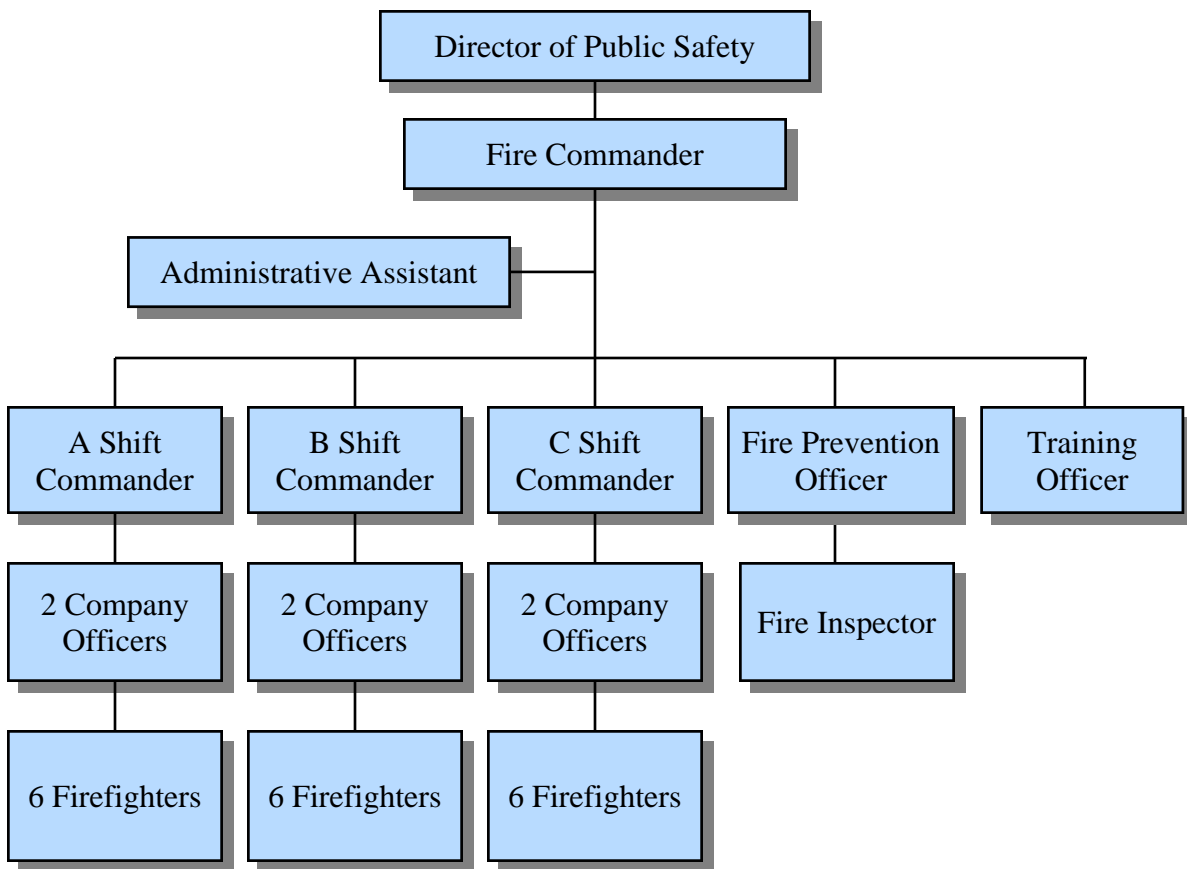 Director of Public Safety
Fire Commander
Administrative Assistant
A Shift
Commander
B Shift
Commander
C Shift
Commander
Fire Prevention
Officer
Training
Officer
2 Company
Officers
2 Company
Officers
2 Company
Officers
Fire Inspector
6 Firefighters
6 Firefighters
6 Firefighters